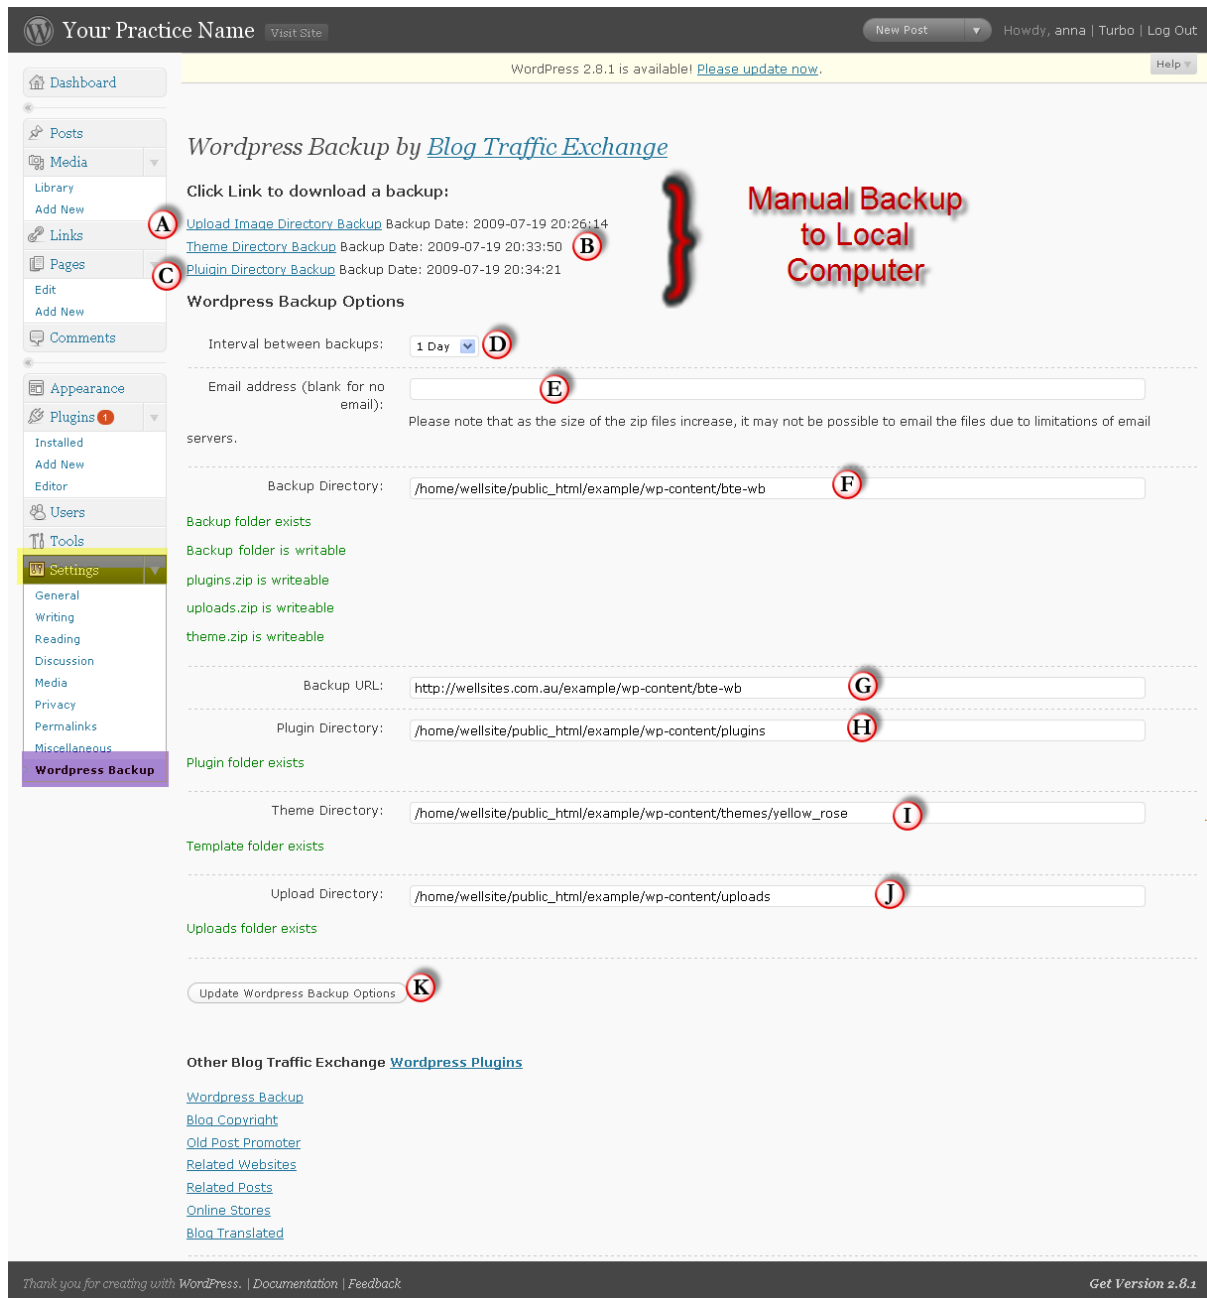 Your Practice Name Visit Site
New Post
Howdy, anna | Turbo | Log Out
WordPress 2.8.1 is available! Please update now.
Help
Dashboard
Posts
Media
Library
Add New
Links
Pages
Edit
Add New
Comments
Appearance
Plugins 1
Installed
Add New
Editor
Users
Tools
Settings
General
Writing
Reading
Discussion
Media
Privacy
Permalinks
Miscellaneous
Wordpress Backup
Wordpress Backup by Blog Traffic Exchange
Click Link to download a backup:
A Upload Image Directory Backup Backup Date: 2009-07-19 20:26:14
Theme Directory Backup Backup Date: 2009-07-19 20:33:50 B
C Pluigin Directory Backup Backup Date: 2009-07-19 20:34:21
Manual Backup
to Local
Computer
Wordpress Backup Options
Interval between backups: 1 Day D
Email address (blank for no
email): E
Please note that as the size of the zip files increase, it may not be possible to email the files due to limitations of email
servers.
Backup Directory: /home/wellsite/public_html/example/wp-content/bte-wb F
Backup folder exists
Backup folder is writable
plugins.zip is writeable
uploads.zip is writeable
theme.zip is writeable
Backup URL: http://wellsites.com.au/example/wp-content/bte-wb G
Plugin Directory: /home/wellsite/public_html/example/wp-content/plugins H
Plugin folder exists
Theme Directory: /home/wellsite/public_html/example/wp-content/themes/yellow_rose I
Template folder exists
Upload Directory: /home/wellsite/public_html/example/wp-content/uploads J
Uploads folder exists
Update Wordpress Backup Options K
Other Blog Traffic Exchange Wordpress Plugins
Wordpress Backup
Blog Copyright
Old Post Promoter
Related Websites
Related Posts
Online Stores
Blog Translated
Thank you for creating with WordPress. | Documentation | Feedback
Get Version 2.8.1